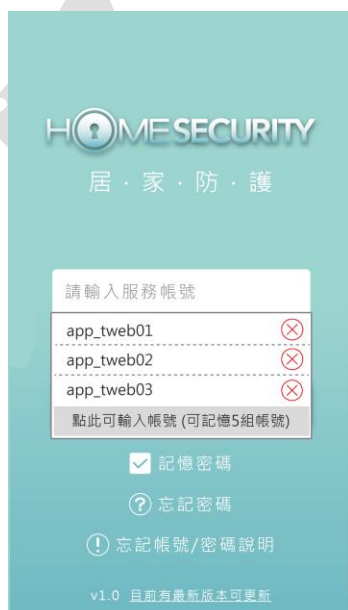 HOMESECURITY
居‧家‧防‧護
請輸入服務帳號
app_tweb01
app_tweb02
app_tweb03
點此可輸入帳號 (可記憶5組帳號)
記憶密碼
? 忘記密碼
! 忘記帳號/密碼說明
v1.0 目前有最新版本可更新